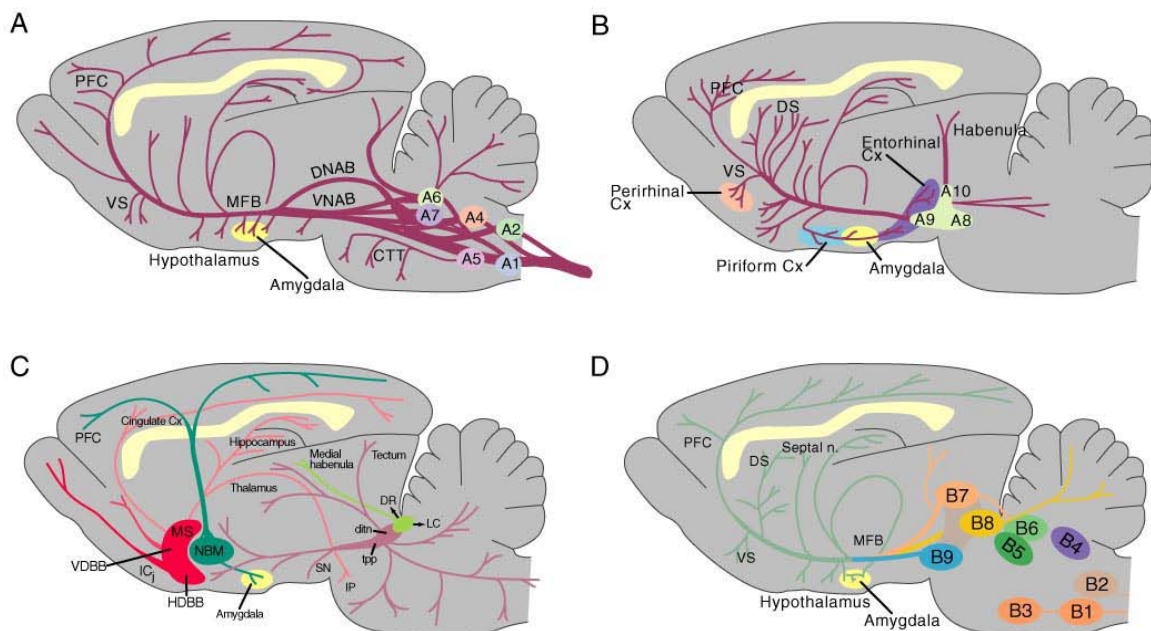 A
PFC
VS
MFB
DNAB
VNAB
A6
A7
A4
A2
A5
A1
CTT
Hypothalamus
Amygdala
B
PFC
DS
VS
Entorhinal
Cx
Habenula
Perirhinal
Cx
A10
A9
A8
Piriform Cx
Amygdala
C
PFC
Cingulate Cx
Hippocampus
Medial
habenula
Tectum
Thalamus
DR
LC
ditn
tpp
MS
NBM
VDBB
ICj
HDBB
SN
IP
Amygdala
D
PFC
DS
Septal n.
VS
MFB
B7
B8
B6
B5
B4
B9
B2
B3
B1
Hypothalamus
Amygdala